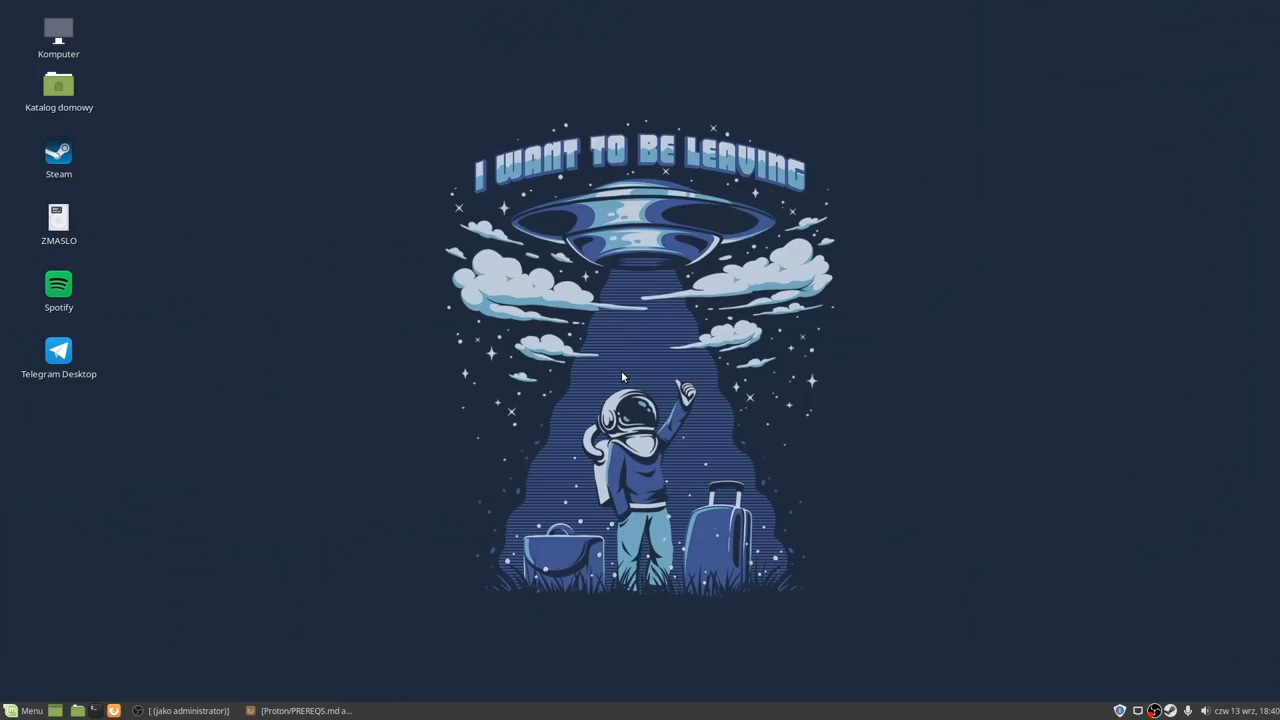 Komputer
Katalog domowy
Steam
ZMASLO
Spotify
Telegram Desktop
I WANT TO BE LEAVING
Menu
[ (jako administrator)]
[Proton/PREREQS.md a...
czw 13 wrz, 18:40